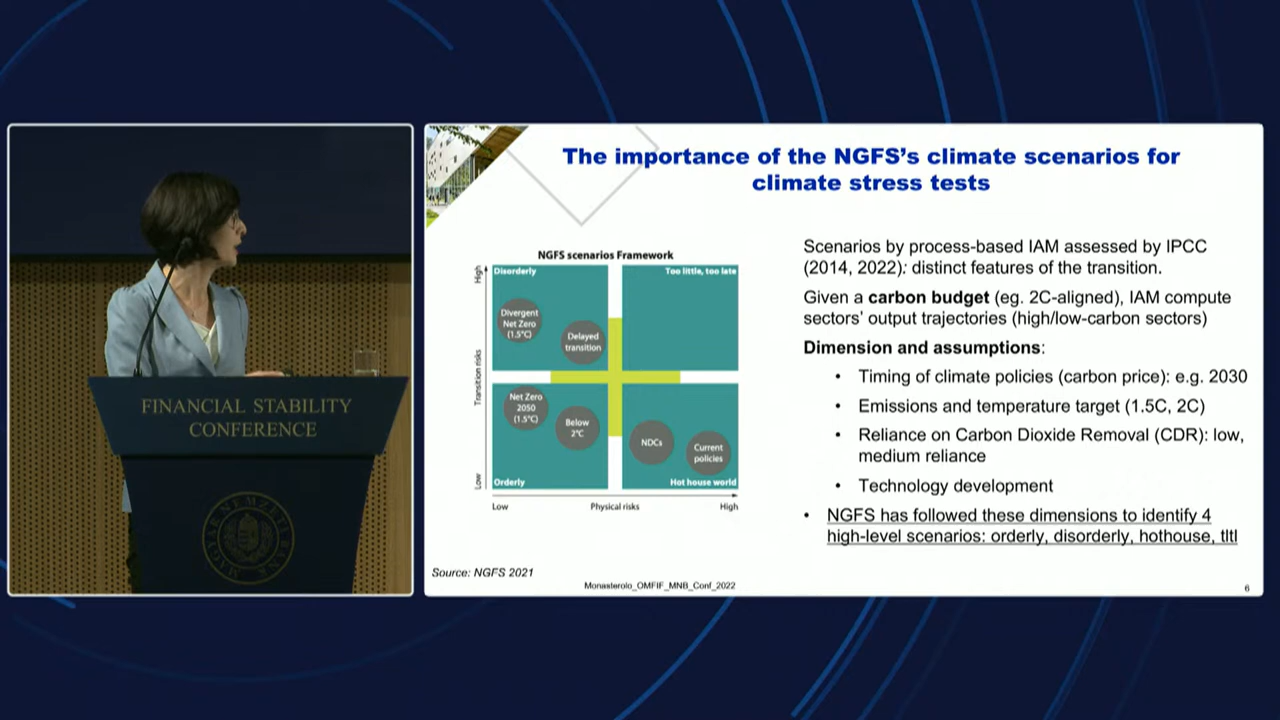 FINANCIAL STABILITY
CONFERENCE
MAGYAR NEMZETI BANK
The importance of the NGFS's climate scenarios for
climate stress tests
NGFS scenarios Framework
High
Transition risks
Low
Disorderly
Too little, too late
Divergent
Net Zero
(1.5°C)
Delayed
transition
Net Zero
2050
(1.5°C)
Below
2°C
NDCs
Current
policies
Orderly
Hot house world
Low
Physical risks
High
Source: NGFS 2021
Scenarios by process-based IAM assessed by IPCC
(2014, 2022): distinct features of the transition.
Given a carbon budget (eg. 2C-aligned), IAM compute
sectors' output trajectories (high/low-carbon sectors)
Dimension and assumptions:
• Timing of climate policies (carbon price): e.g. 2030
• Emissions and temperature target (1.5C, 2C)
• Reliance on Carbon Dioxide Removal (CDR): low,
medium reliance
• Technology development
• NGFS has followed these dimensions to identify 4
high-level scenarios: orderly, disorderly, hothouse, tltl
Monasterolo_OMFIF_MNB_Conf_2022
6